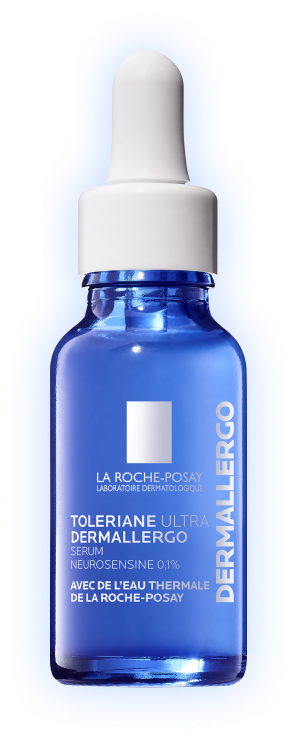 LA ROCHE-POSAY
LABORATOIRE DERMATOLOGIQUE
TOLERIANE ULTRA
DERMALLERGO
SERUM
NEUROSENSINE 0,1%
AVEC DE L'EAU THERMALE
DE LA ROCHE-POSAY
DERMALLERGO